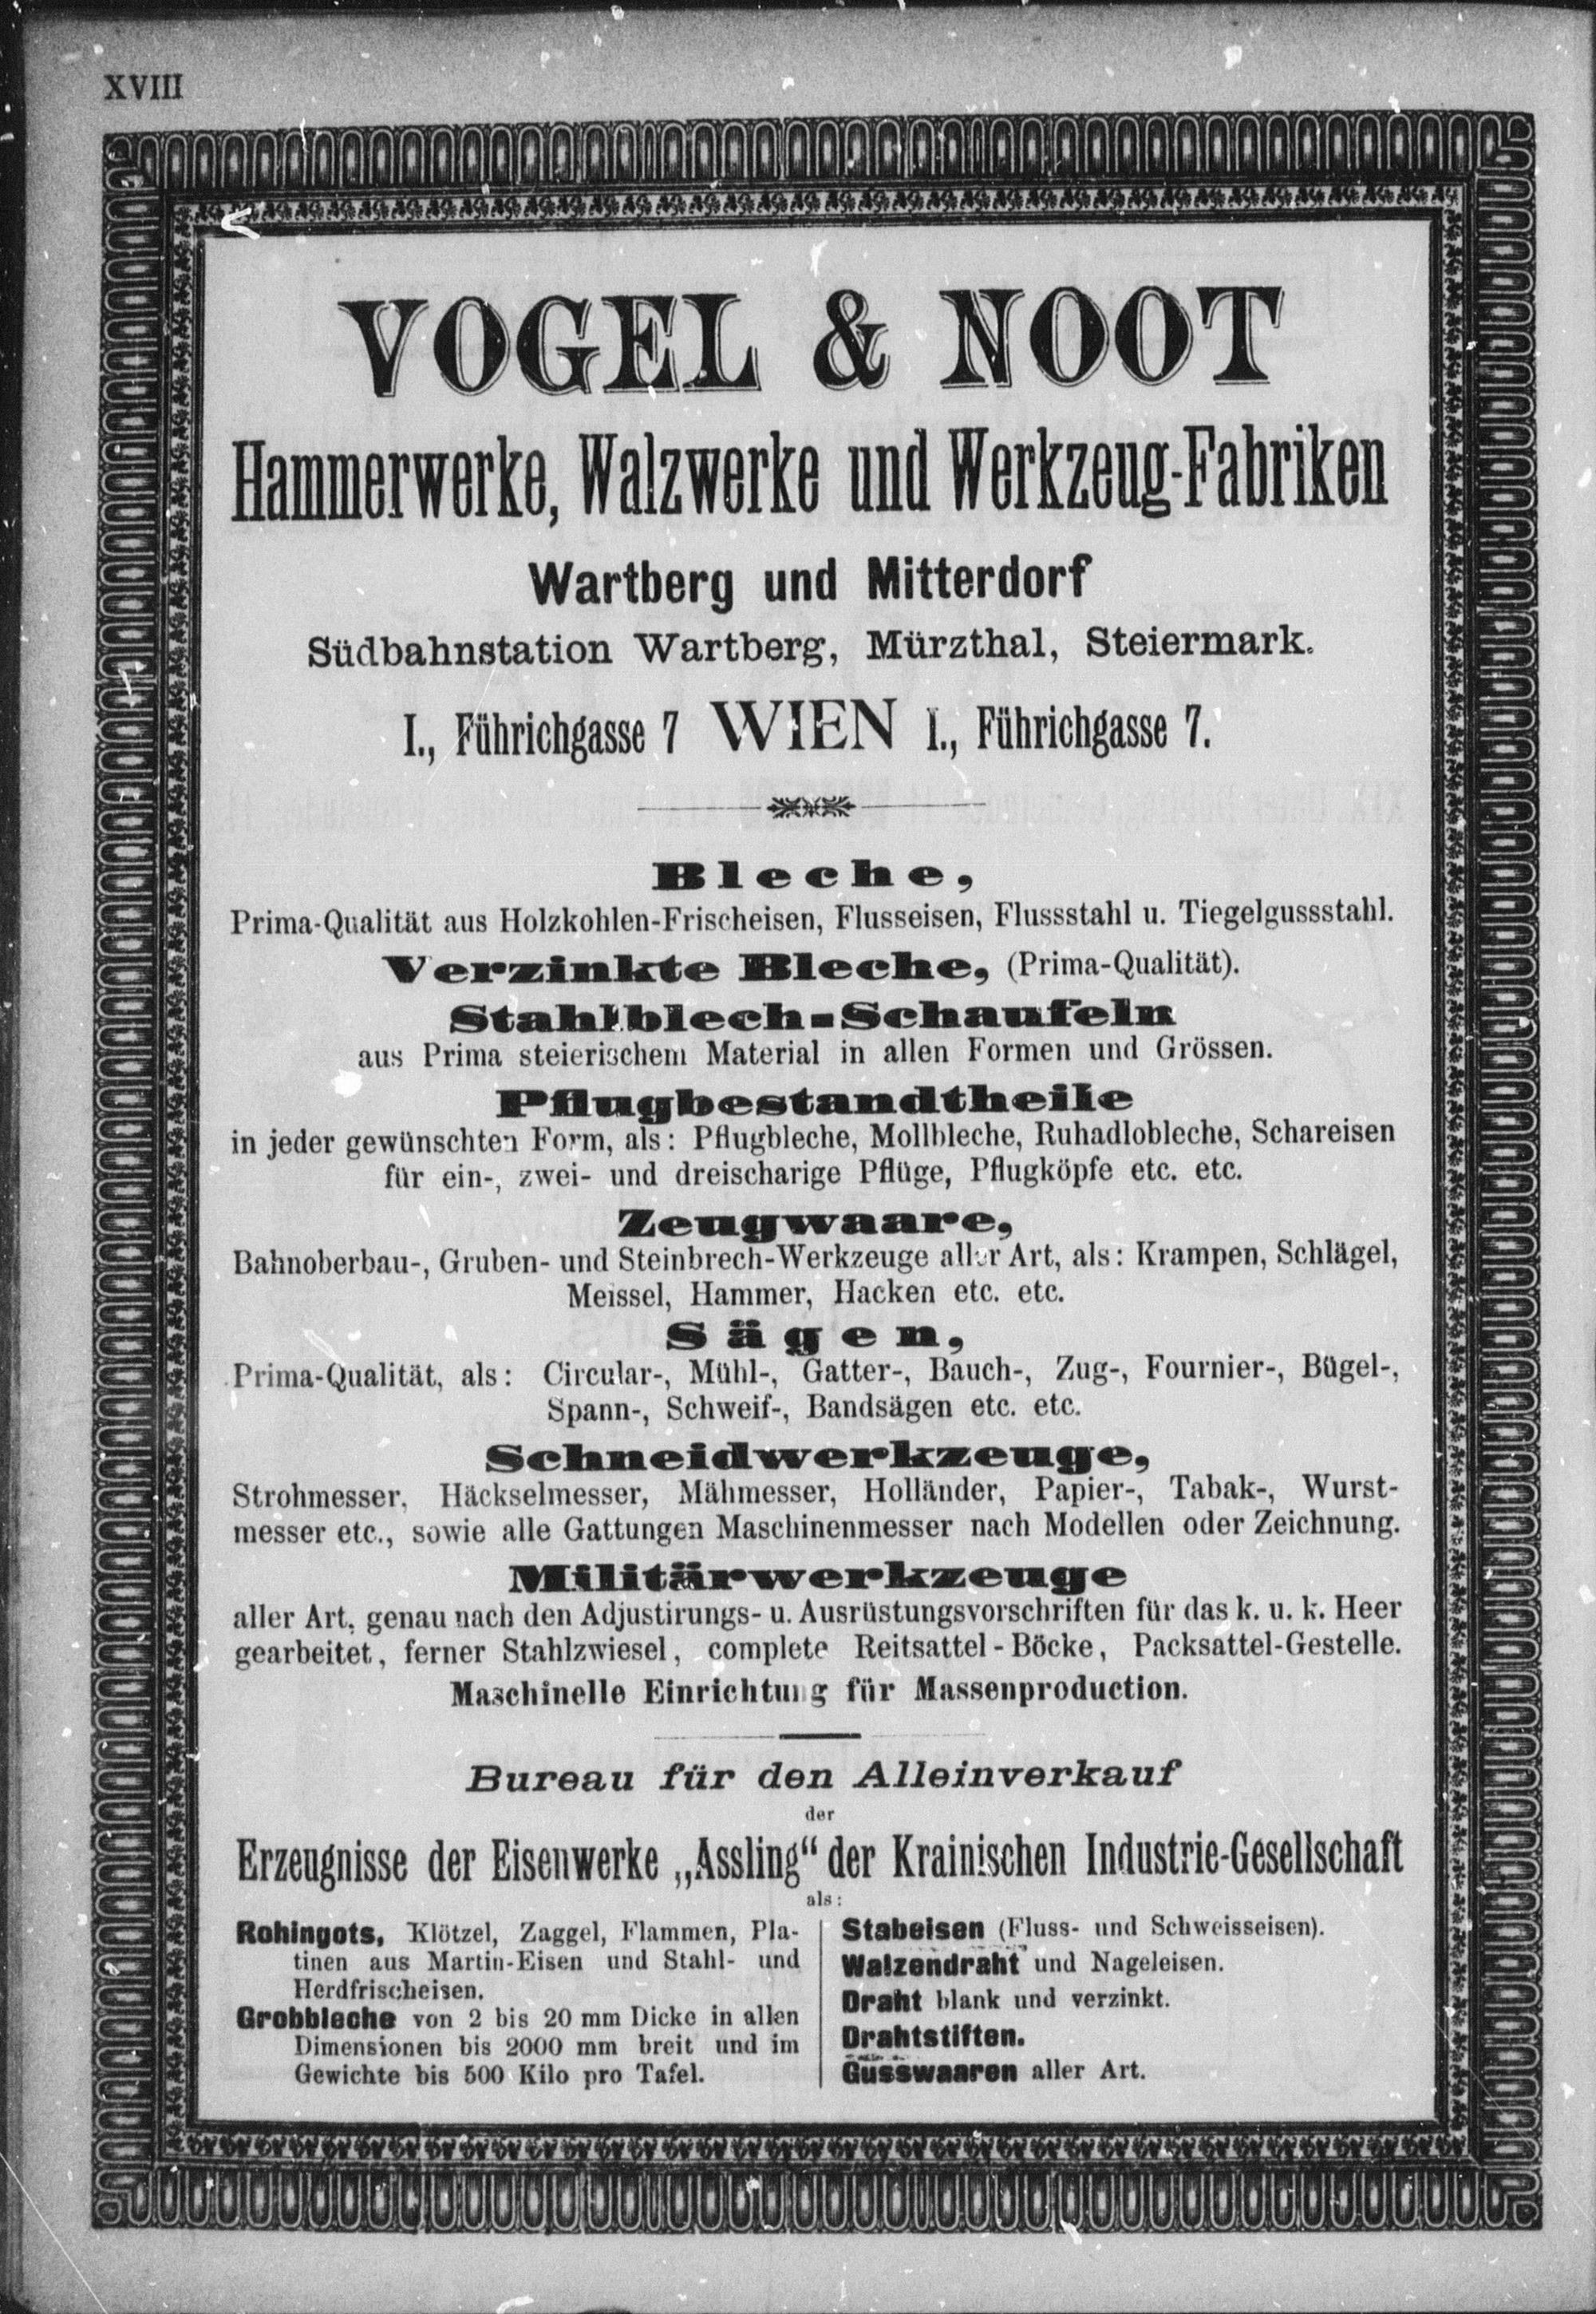 XVIII
VOGEL & NOOT
Hammerwerke, Walzwerke und Werkzeug-Fabriken
Wartberg und Mitterdorf
Südbahnstation Wartberg, Mürzthal, Steiermark.
I., Führichgasse 7 WIEN I., Führichgasse 7.
Bleche,
Prima-Qualität aus Holzkohlen-Frischeisen, Flusseisen, Flussstahl u. Tiegelgussstahl.
Verzinkte Bleche, (Prima-Qualität).
Stahlblech-Schaufeln
aus Prima steierischem Material in allen Formen und Grössen.
Pflugbestandtheile
in jeder gewünschten Form, als: Pflugbleche, Mollbleche, Ruhadlobleche, Schareisen
für ein-, zwei- und dreischarige Pflüge, Pflugköpfe etc. etc.
Zeugwaare,
Bahnoberbau-, Gruben- und Steinbrech-Werkzeuge aller Art, als: Krampen, Schlägel,
Meissel, Hammer, Hacken etc. etc.
Sägen,
Prima-Qualität, als: Circular-, Mühl-, Gatter-, Bauch-, Zug-, Fournier-, Bügel-,
Spann-, Schweif-, Bandsägen etc. etc.
Schneidwerkzeuge,
Strohmesser, Häckselmesser, Mähmesser, Holländer, Papier-, Tabak-, Wurst-
messer etc., sowie alle Gattungen Maschinenmesser nach Modellen oder Zeichnung.
Militärwerkzeuge
aller Art, genau nach den Adjustirungs- u. Ausrüstungsvorschriften für das k. u. k. Heer
gearbeitet, ferner Stahlzwiesel, complete Reitsattel-Böcke, Packsattel-Gestelle.
Maschinelle Einrichtung für Massenproduction.
Bureau für den Alleinverkauf
der
Erzeugnisse der Eisenwerke „Assling“ der Krainischen Industrie-Gesellschaft
als:
Rohingots, Klötzel, Zaggel, Flammen, Pla-
tinen aus Martin-Eisen und Stahl- und
Herdfrischeisen.
Grobbleche von 2 bis 20 mm Dicke in allen
Dimensionen bis 2000 mm breit und im
Gewichte bis 500 Kilo pro Tafel.
Stabeisen (Fluss- und Schweisseisen).
Walzendraht und Nageleisen.
Draht blank und verzinkt.
Drahtstiften.
Gusswaaren aller Art.